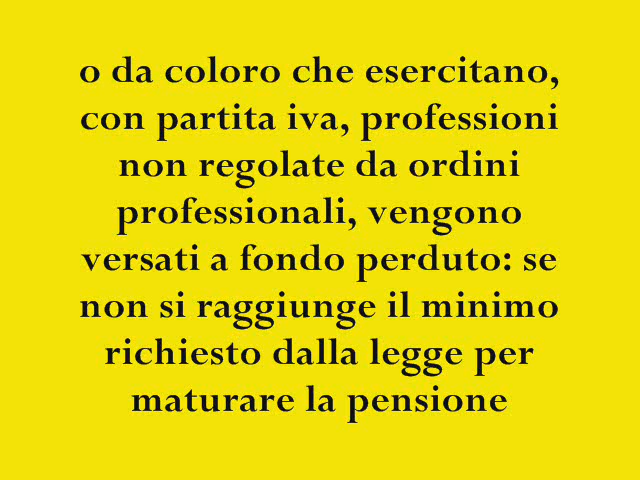 o da coloro che esercitano,
con partita iva, professioni
non regolate da ordini
professionali, vengono
versati a fondo perduto: se
non si raggiunge il minimo
richiesto dalla legge per
maturare la pensione